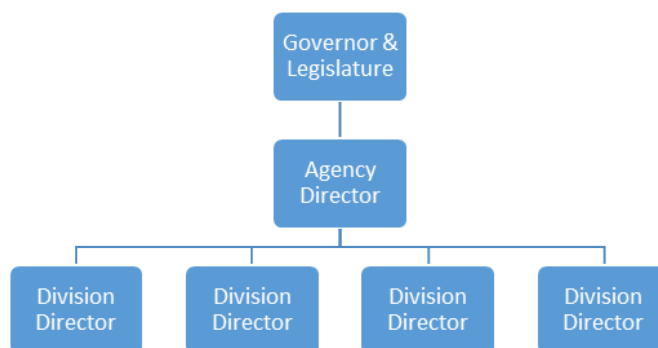 Governor &
Legislature
Agency
Director
Division
Director
Division
Director
Division
Director
Division
Director